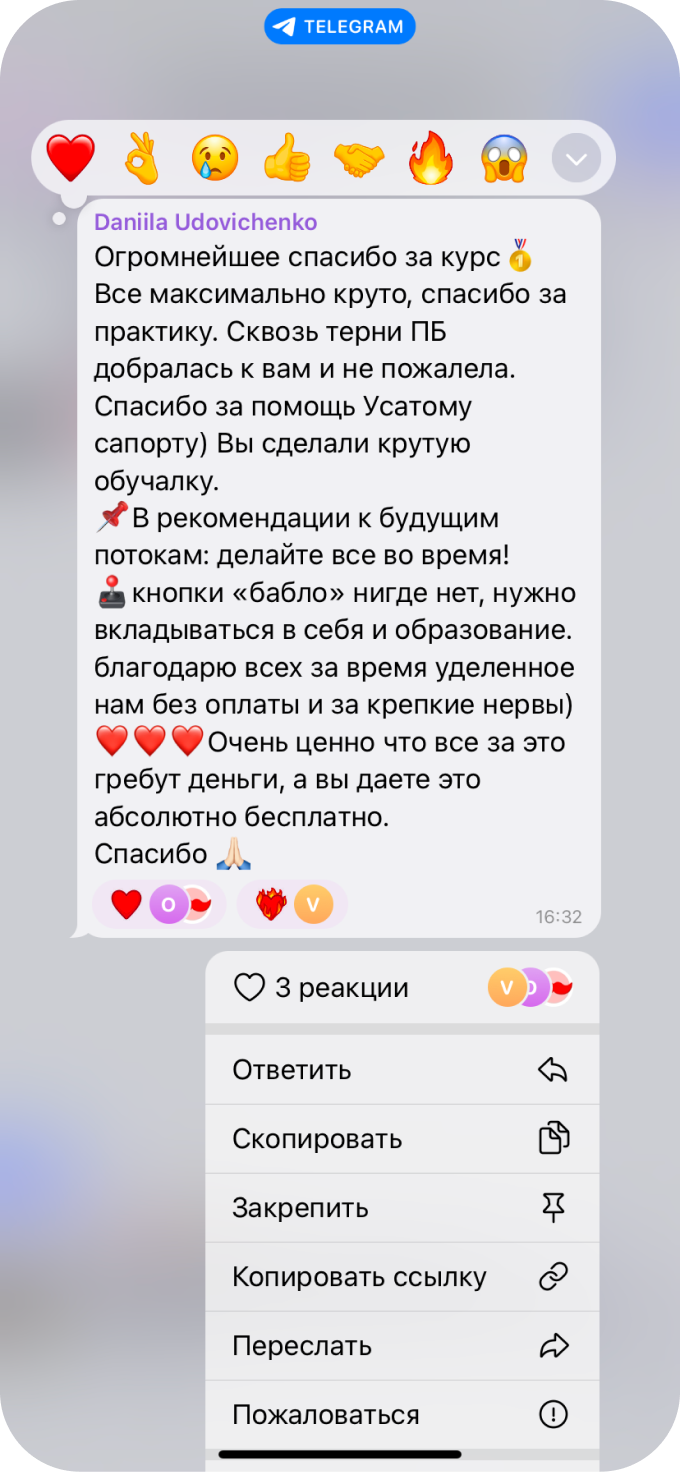 TELEGRAM
Daniila Udovichenko
Огромнейшее спасибо за курс🥇
Все максимально круто, спасибо за
практику. Сквозь терни ПБ
добралась к вам и не пожалела.
Спасибо за помощь Усатому
сапорту) Вы сделали крутую
обучалку.
📌В рекомендации к будущим
потокам: делайте все во время!
🕹кнопки «бабло» нигде нет, нужно
вкладываться в себя и образование.
благодарю всех за время уделенное
нам без оплаты и за крепкие нервы)
❤️❤️❤️Очень ценно что все за это
гребут деньги, а вы даете это
абсолютно бесплатно.
Спасибо 🙏🏻
O V
16:32
3 реакции V O
Ответить
Скопировать
Закрепить
Копировать ссылку
Переслать
Пожаловаться